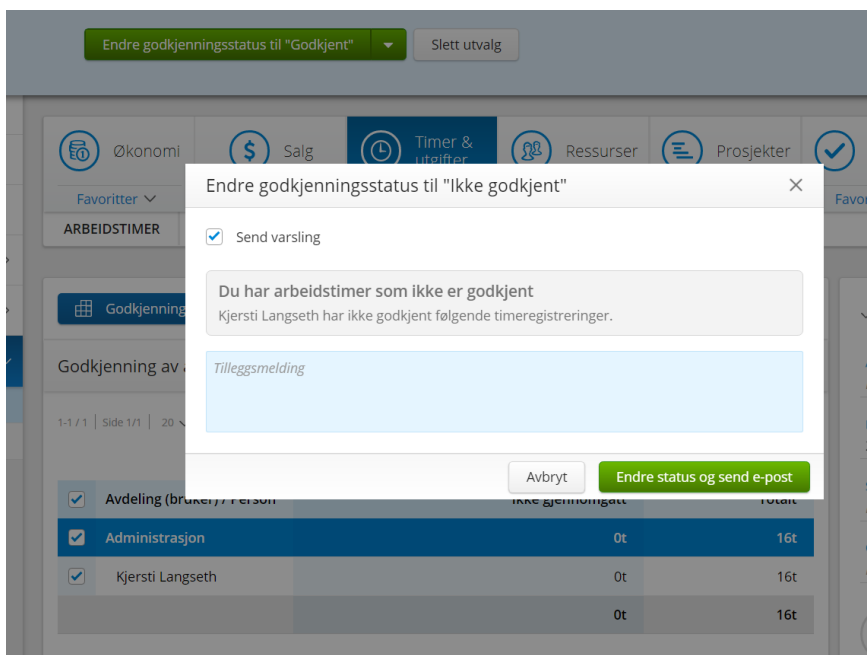 Endre godkjenningsstatus til "Godkjent"
Slett utvalg
Økonomi
Salg
Timer &
utgifter
Ressurser
Prosjekter
Favoritter
ARBEIDSTIMER
Endre godkjenningsstatus til "Ikke godkjent"
Send varsling
Du har arbeidstimer som ikke er godkjent
Kjersti Langseth har ikke godkjent følgende timeregistreringer.
Tilleggsmelding
Avbryt
Endre status og send e-post
Godkjenning
Godkjenning av
1-1 / 1 | Side 1/1 | 20
Avdeling (bruker) / Person Ikke gjennomgått Totalt
Administrasjon 0t 16t
Kjersti Langseth 0t 16t
0t 16t